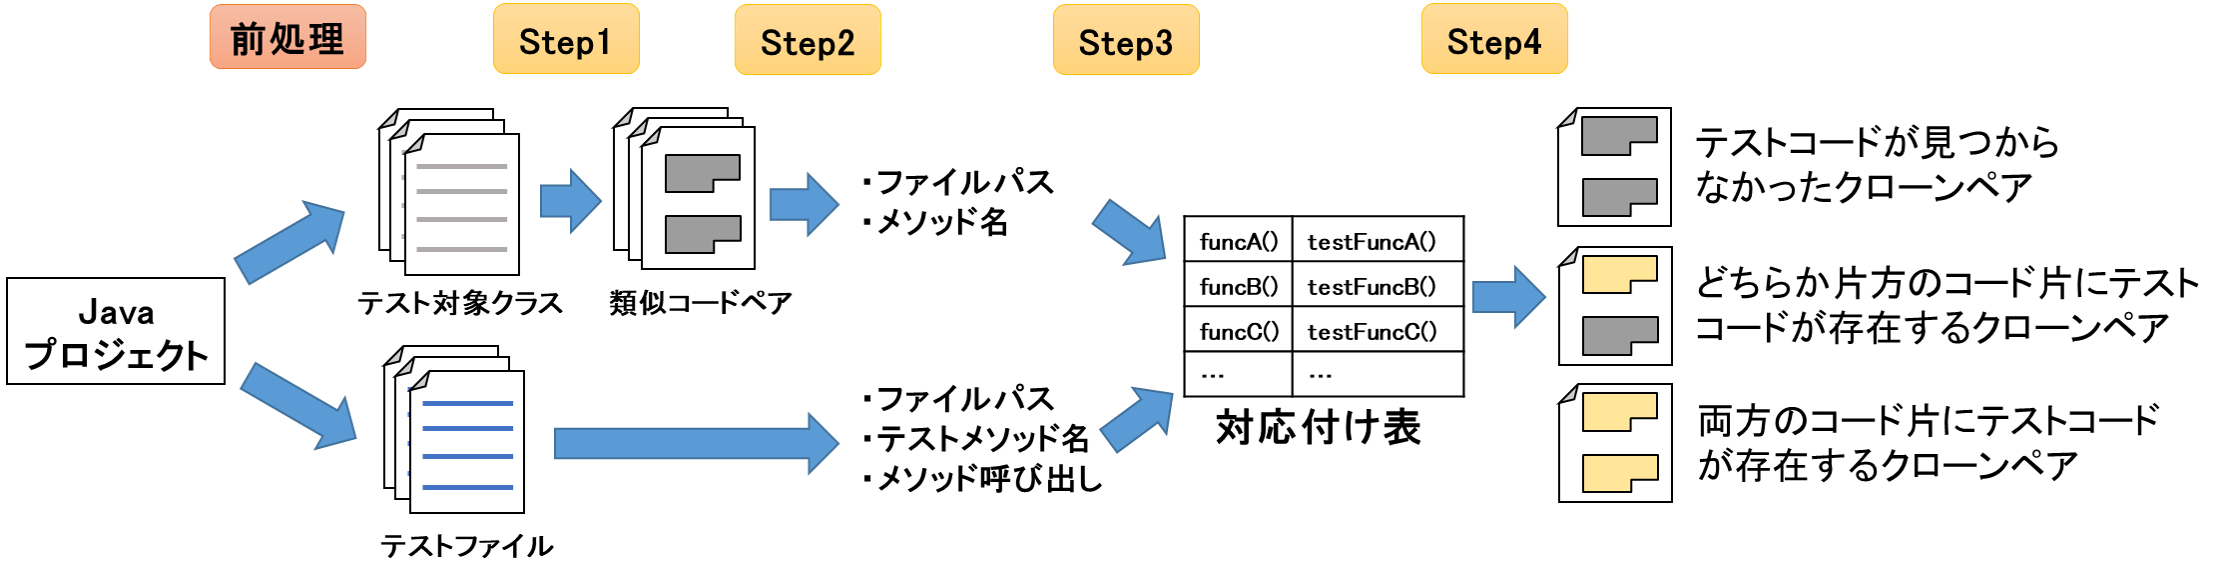 前処理
Step1
Step2
Step3
Step4
Java
プロジェクト
テスト対象クラス
類似コードペア
テストファイル
・ファイルパス
・メソッド名
・ファイルパス
・テストメソッド名
・メソッド呼び出し
funcA() testFuncA()
funcB() testFuncB()
funcC() testFuncC()
… …
対応付け表
テストコードが見つから
なかったクローンペア
どちらか片方のコード片にテスト
コードが存在するクローンペア
両方のコード片にテストコード
が存在するクローンペア